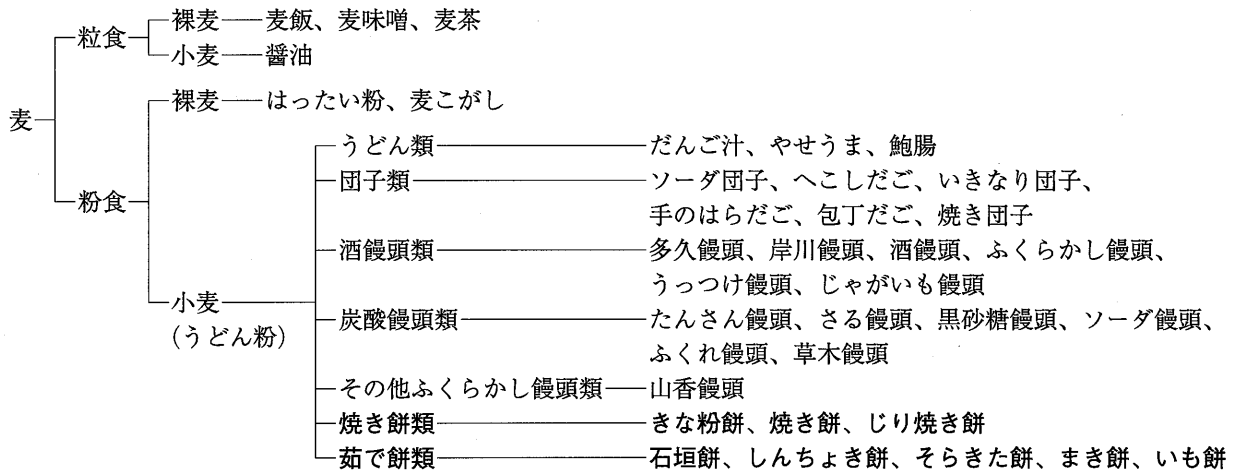 麦
粒食
裸麦 麦飯、麦味噌、麦茶
小麦 醤油
粉食
裸麦 はったい粉、麦こがし
小麦
(うどん粉)
うどん類 だんご汁、やせうま、鮑腸
団子類 ソーダ団子、へこしだご、いきなり団子、
手のはらだご、包丁だご、焼き団子
酒饅頭類 多久饅頭、岸川饅頭、酒饅頭、ふくらかし饅頭、
うっつけ饅頭、じゃがいも饅頭
炭酸饅頭類 たんさん饅頭、さる饅頭、黒砂糖饅頭、ソーダ饅頭、
ふくれ饅頭、草木饅頭
その他ふくらかし饅頭類 山香饅頭
焼き餅類 きな粉餅、焼き餅、じり焼き餅
茹で餅類 石垣餅、しんちょき餅、そらきた餅、まき餅、いも餅